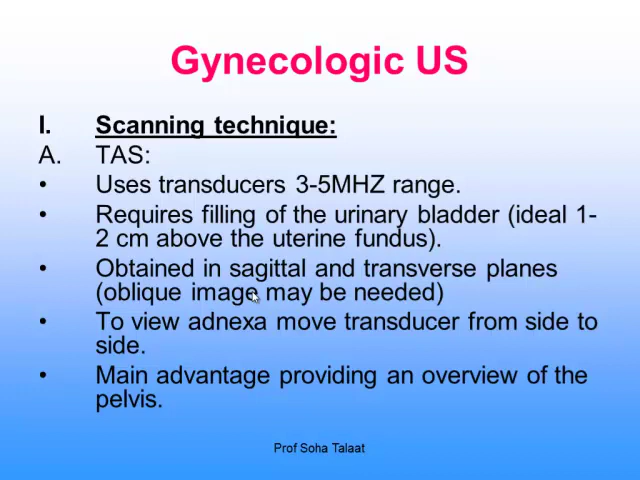 Gynecologic US
I. Scanning technique:
A. TAS:
• Uses transducers 3-5MHZ range.
• Requires filling of the urinary bladder (ideal 1-
2 cm above the uterine fundus).
• Obtained in sagittal and transverse planes
(oblique image may be needed)
• To view adnexa move transducer from side to
side.
• Main advantage providing an overview of the
pelvis.
Prof Soha Talaat